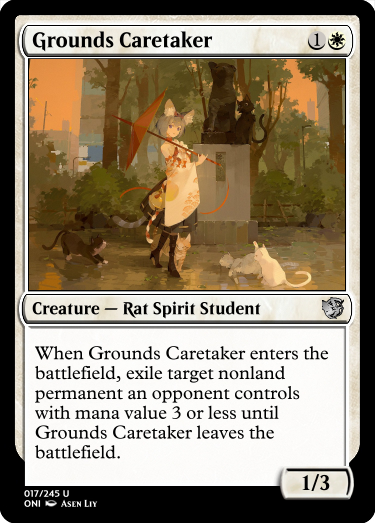 Grounds Caretaker 1
Creature — Rat Spirit Student
When Grounds Caretaker enters the
battlefield, exile target nonland
permanent an opponent controls
with mana value 3 or less until
Grounds Caretaker leaves the
battlefield.
1/3
017/245 U
ONI Asen Liy